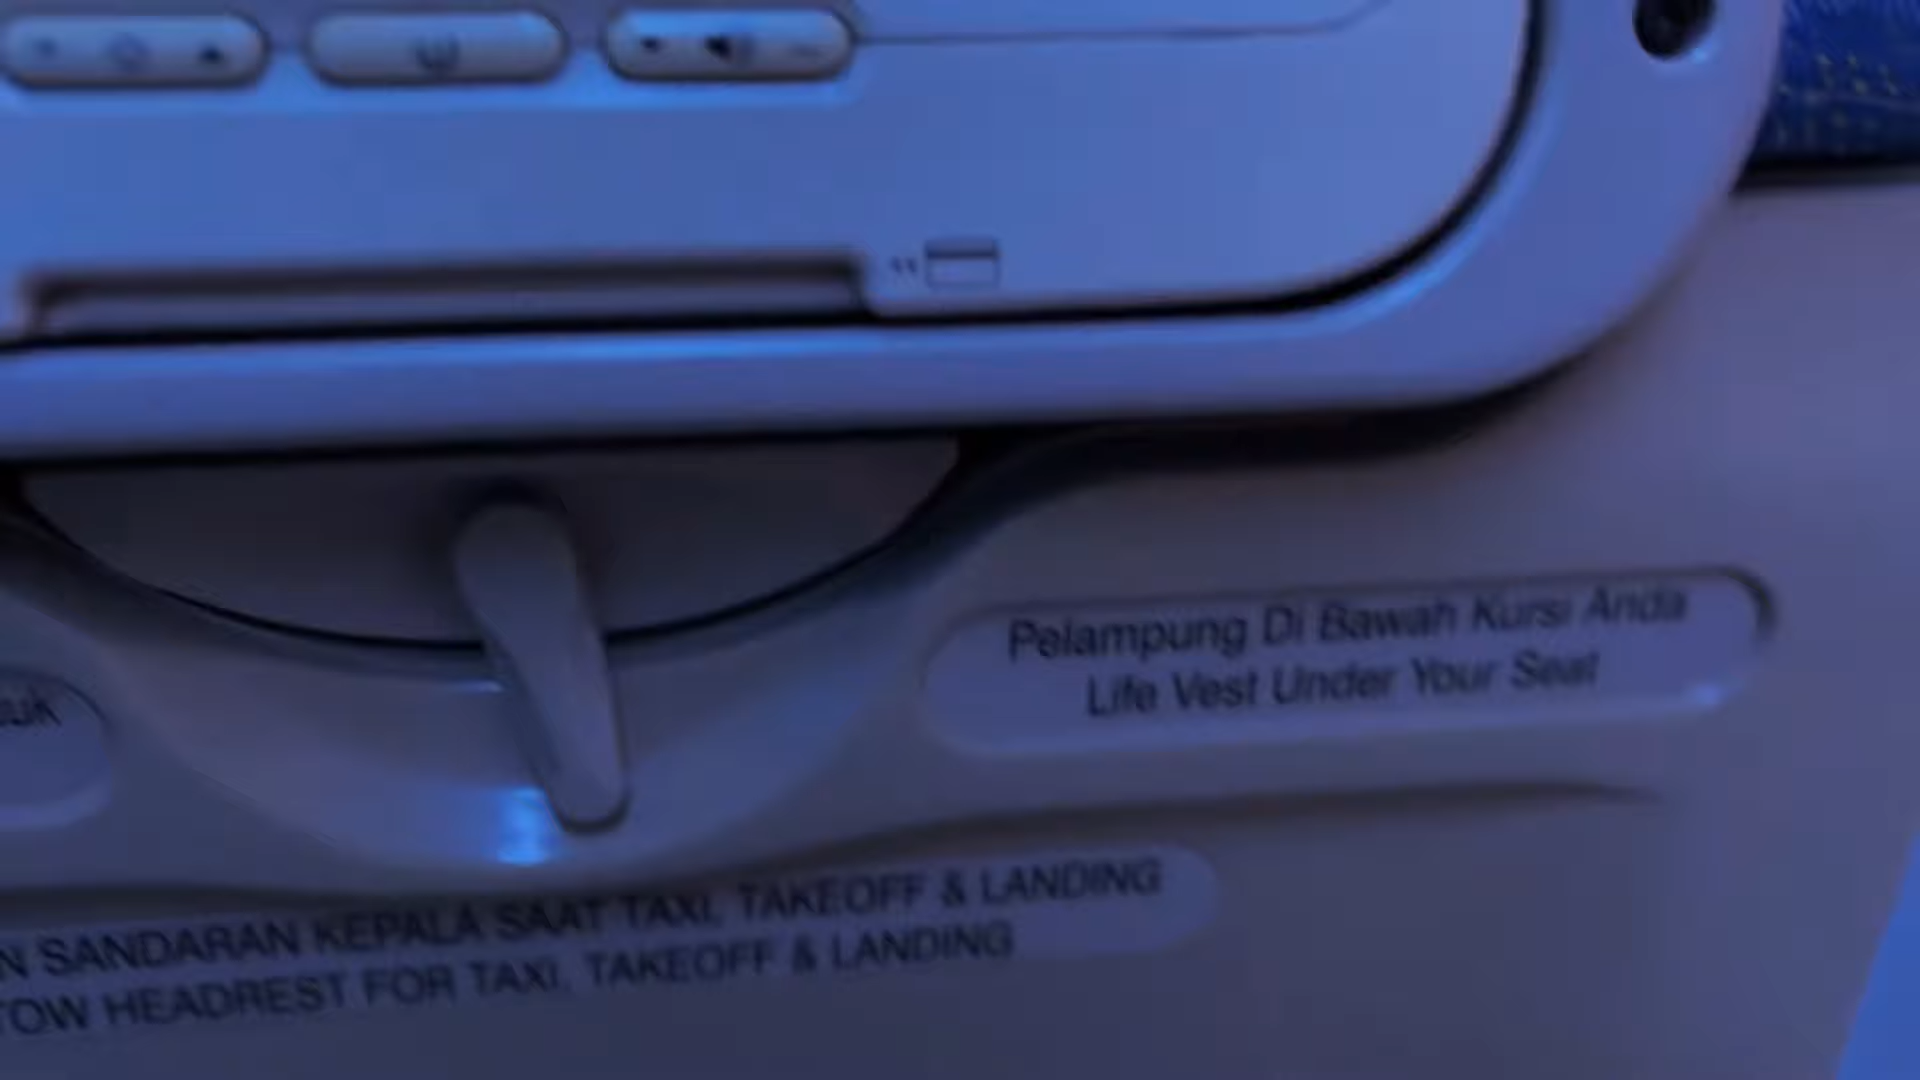 Pelampung Di Bawah Kursi Anda
Life Vest Under Your Seat
SANDARAN KEPALA SAAT TAXI, TAKEOFF & LANDING
HEADREST FOR TAXI, TAKEOFF & LANDING